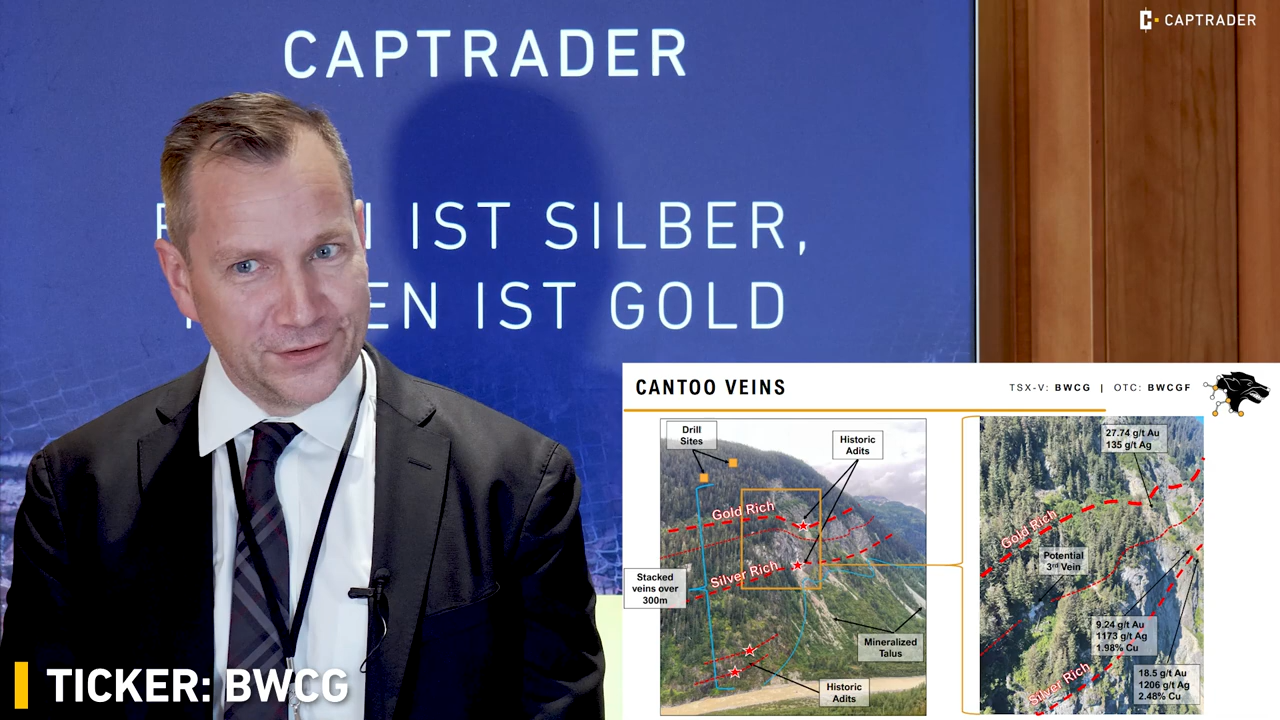 CAPTRADER
CAPTRADER
IST SILBER,
IST GOLD
TICKER: BWCG
CANTOO VEINS
TSX-V: BWCG | OTC: BWCGF
Drill
Sites
Historic
Adits
Gold Rich
Silver Rich
Stacked
veins over
300m
Mineralized
Talus
Historic
Adits
27.74 g/t Au
135 g/t Ag
Gold Rich
Potential
3rd Vein
9.24 g/t Au
1173 g/t Ag
1.98% Cu
Silver Rich
18.5 g/t Au
1206 g/t Ag
2.48% Cu